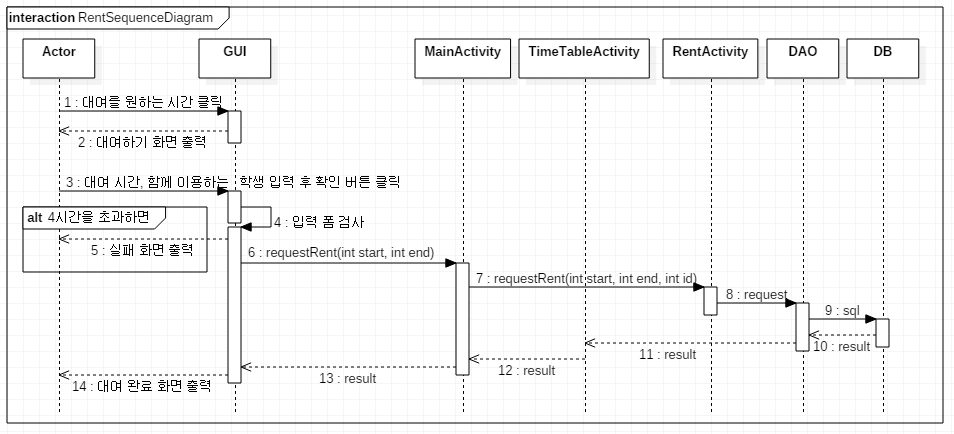 interaction RentSequenceDiagram
Actor
GUI
MainActivity
TimeTableActivity
RentActivity
DAO
DB
1 : 대여를 원하는 시간 클릭
2 : 대여하기 화면 출력
3 : 대여 시간, 함께 이용하는 학생 입력 후 확인 버튼 클릭
alt 4시간을 초과하면
4 : 입력 폼 검사
5 : 실패 화면 출력
6 : requestRent(int start, int end)
7 : requestRent(int start, int end, int id)
8 : request
9 : sql
10 : result
11 : result
12 : result
13 : result
14 : 대여 완료 화면 출력